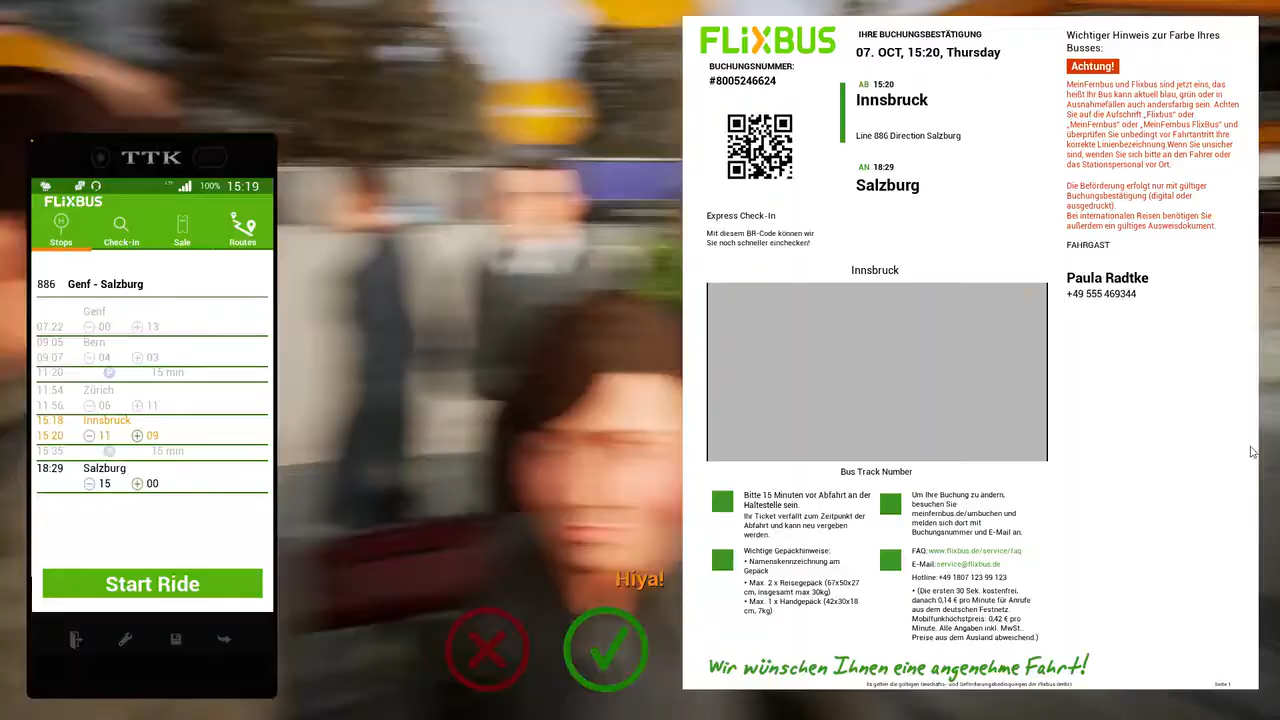 TTK
LTE 100% 15:19
FLiXBUS
Stops Check-In Sale Routes
886 Genf - Salzburg
Genf
07:22 00 13
09:05 Bern
09:07 04 03
11:20 P 15 min
11:54 Zürich
11:56 06 11
15:18 Innsbruck
15:20 11 09
15:35 15 min
18:29 Salzburg
15 00
Start Ride
Hiya!
FLiXBUS
BUCHUNGSNUMMER:
#8005246624
Express Check-In
Mit diesem BR-Code können wir
Sie noch schneller einchecken!
IHRE BUCHUNGSBESTÄTIGUNG
07. OCT, 15:20, Thursday
AB 15:20
Innsbruck
Line 886 Direction Salzburg
AN 18:29
Salzburg
Innsbruck
Bus Track Number
Wichtiger Hinweis zur Farbe Ihres
Busses:
Achtung!
MeinFernbus und Flixbus sind jetzt eins, das
heißt Ihr Bus kann aktuell blau, grün oder in
Ausnahmefällen auch andersfarbig sein. Achten
Sie auf die Aufschrift „Flixbus" oder
„MeinFernbus" oder „MeinFernbus FlixBus" und
überprüfen Sie unbedingt vor Fahrtantritt Ihre
korrekte Linienbezeichnung.Wenn Sie unsicher
sind, wenden Sie sich bitte an den Fahrer oder
das Stationspersonal vor Ort.
Die Beförderung erfolgt nur mit gültiger
Buchungsbestätigung (digital oder
ausgedruckt).
Bei internationalen Reisen benötigen Sie
außerdem ein gültiges Ausweisdokument.
FAHRGAST
Paula Radtke
+49 555 469344
Bitte 15 Minuten vor Abfahrt an der
Haltestelle sein.
Ihr Ticket verfällt zum Zeitpunkt der
Abfahrt und kann neu vergeben
werden.
Wichtige Gepäckhinweise:
• Namenskennzeichnung am
Gepäck
• Max. 2 x Reisegepäck (67x50x27
cm, insgesamt max 30kg)
• Max. 1 x Handgepäck (42x30x18
cm, 7kg)
Um Ihre Buchung zu ändern,
besuchen Sie
meinfernbus.de/umbuchen und
melden sich dort mit
Buchungsnummer und E-Mail an.
FAQ:www.flixbus.de/service/faq
E-Mail:service@flixbus.de
Hotline:+49 1807 123 99 123
• (Die ersten 30 Sek. kostenfrei,
danach 0,14 € pro Minute für Anrufe
aus dem deutschen Festnetz.
Mobilfunkhöchstpreis: 0,42 € pro
Minute. Alle Angaben inkl. MwSt..
Preise aus dem Ausland abweichend.)
Wir wünschen Ihnen eine angenehme Fahrt!
Es gelten die gültigen Geschäfts- und Beförderungsbedingungen der Flixbus GmbH
Seite 1